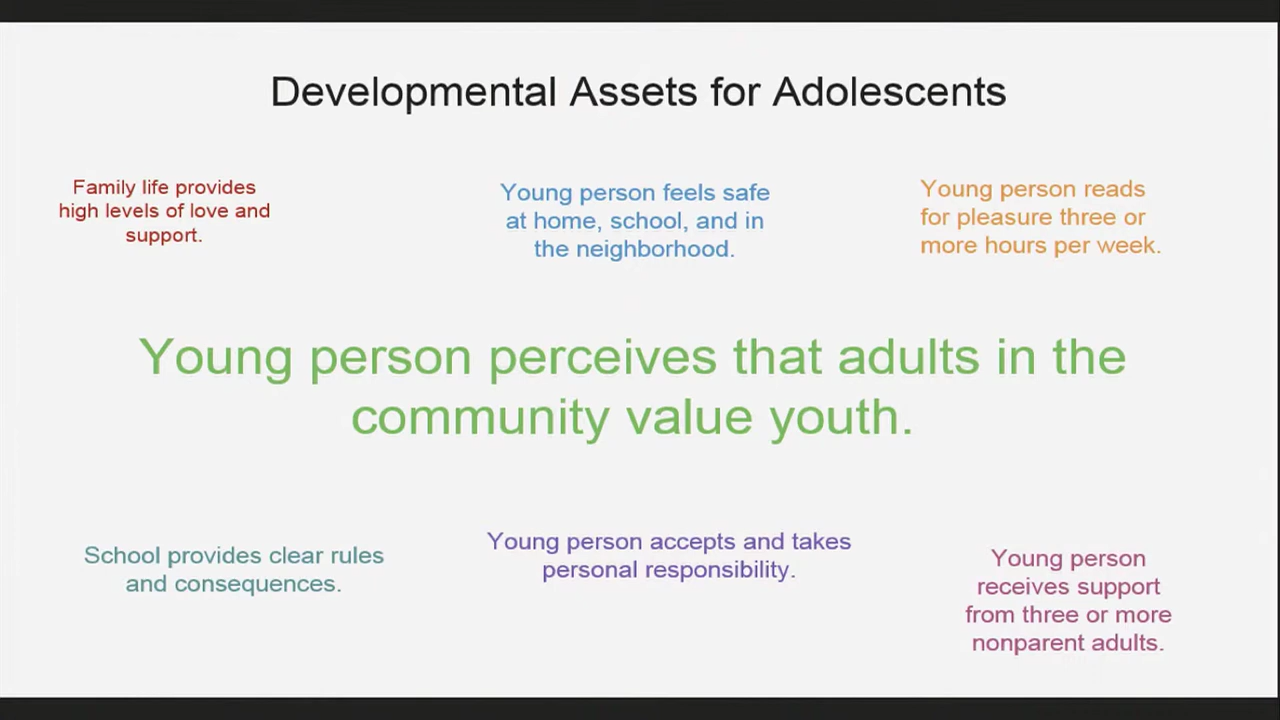 Developmental Assets for Adolescents
Family life provides
high levels of love and
support.
Young person feels safe
at home, school, and in
the neighborhood.
Young person reads
for pleasure three or
more hours per week.
Young person perceives that adults in the
community value youth.
School provides clear rules
and consequences.
Young person accepts and takes
personal responsibility.
Young person
receives support
from three or more
nonparent adults.